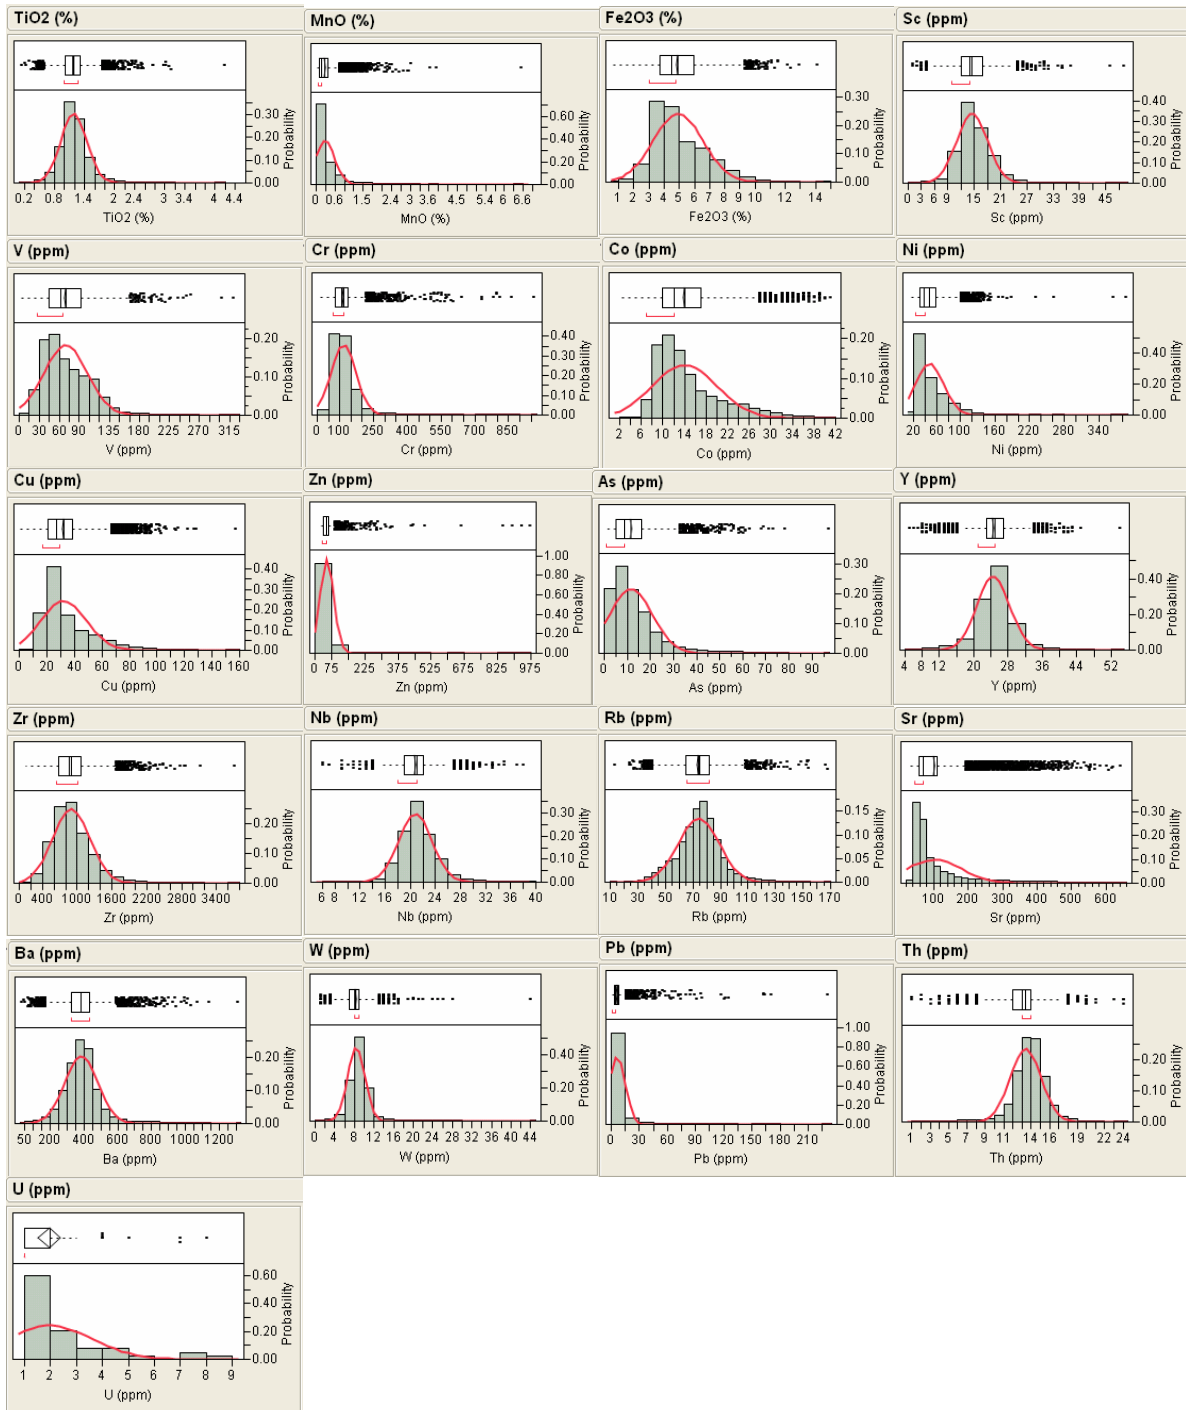 TiO2 (%)
0.30
0.20
0.10
0.00
Probability
0.2 0.8 1.4 2 2.4 3 3.4 4 4.4
TiO2 (%)
MnO (%)
0.60
0.40
0.20
0.00
Probability
0.1 0.6 1.6 2.6 3.6 4.6 5.6 6.6
MnO (%)
Fe2O3 (%)
0.30
0.20
0.10
0.00
Probability
1 2 3 4 5 6 7 8 9 10 12 14
Fe2O3 (%)
Sc (ppm)
0.40
0.30
0.20
0.10
0.00
Probability
0 3 6 9 15 21 27 33 39 45
Sc (ppm)
V (ppm)
0.20
0.10
0.00
Probability
0 30 60 90 135 180 225 270 315
V (ppm)
Cr (ppm)
0.40
0.30
0.20
0.10
0.00
Probability
0 100 250 400 550 700 850
Cr (ppm)
Co (ppm)
0.20
0.10
0.00
Probability
2 6 10 14 18 22 28 34 38 42
Co (ppm)
Ni (ppm)
0.40
0.20
0.00
Probability
20 60 100 160 220 280 340
Ni (ppm)
Cu (ppm)
0.40
0.30
0.20
0.10
0.00
Probability
0 20 40 60 80 100 120 140 160
Cu (ppm)
Zn (ppm)
1.00
0.80
0.60
0.40
0.20
0.00
Probability
0 75 225 375 525 675 825 975
Zn (ppm)
As (ppm)
0.30
0.20
0.10
0.00
Probability
0 10 20 30 40 50 60 70 80 90
As (ppm)
Y (ppm)
0.40
0.20
0.00
Probability
4 8 12 20 28 36 44 52
Y (ppm)
Zr (ppm)
0.30
0.20
0.10
0.00
Probability
0 400 1000 1600 2200 2800 3400
Zr (ppm)
Nb (ppm)
0.30
0.20
0.10
0.00
Probability
6 8 12 16 20 24 28 32 36 40
Nb (ppm)
Rb (ppm)
0.15
0.10
0.05
0.00
Probability
10 30 50 70 90 110 130 150 170
Rb (ppm)
Sr (ppm)
0.30
0.20
0.10
0.00
Probability
100 200 300 400 500 600
Sr (ppm)
Ba (ppm)
0.20
0.10
0.00
Probability
50 200 400 600 800 1000 1200
Ba (ppm)
W (ppm)
0.40
0.20
0.00
Probability
0 4 8 12 16 20 24 28 32 36 40 44
W (ppm)
Pb (ppm)
1.00
0.80
0.60
0.40
0.20
0.00
Probability
0 30 60 90 120 150 180 210
Pb (ppm)
Th (ppm)
0.20
0.10
0.00
Probability
1 3 5 7 9 11 14 16 19 22 24
Th (ppm)
U (ppm)
0.60
0.40
0.20
0.00
Probability
1 2 3 4 5 6 7 8 9
U (ppm)